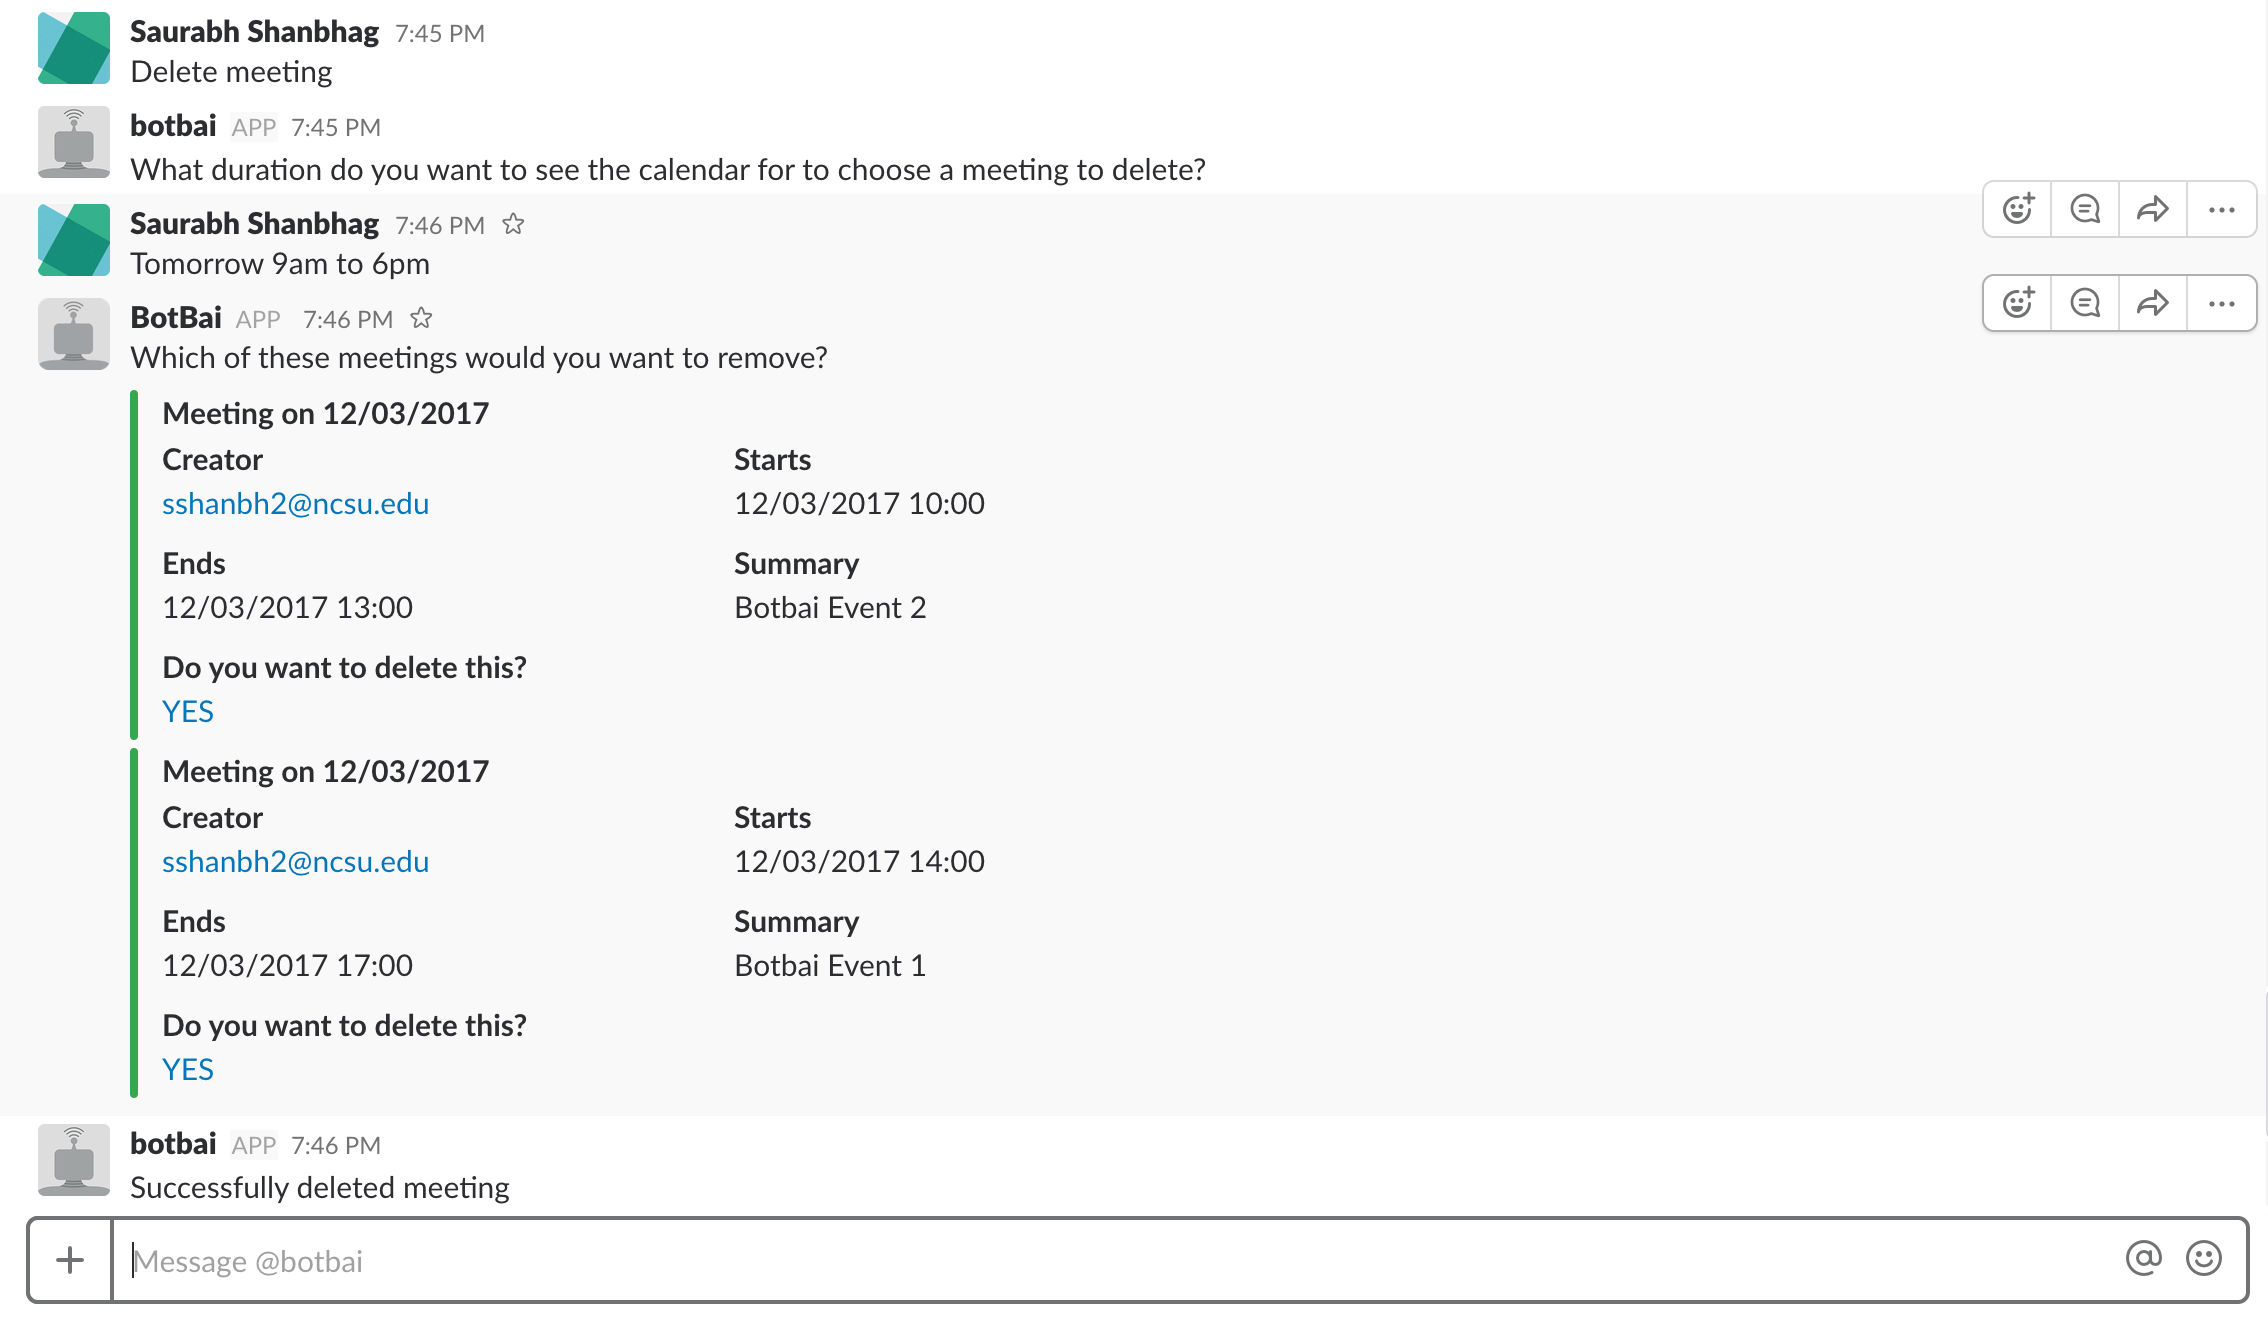 Saurabh Shanbhag 7:45 PM
Delete meeting
botbai APP 7:45 PM
What duration do you want to see the calendar for to choose a meeting to delete?
Saurabh Shanbhag 7:46 PM
Tomorrow 9am to 6pm
BotBai APP 7:46 PM
Which of these meetings would you want to remove?
Meeting on 12/03/2017
Creator Starts
sshanbh2@ncsu.edu 12/03/2017 10:00
Ends Summary
12/03/2017 13:00 Botbai Event 2
Do you want to delete this?
YES
Meeting on 12/03/2017
Creator Starts
sshanbh2@ncsu.edu 12/03/2017 14:00
Ends Summary
12/03/2017 17:00 Botbai Event 1
Do you want to delete this?
YES
botbai APP 7:46 PM
Successfully deleted meeting
Message @botbai